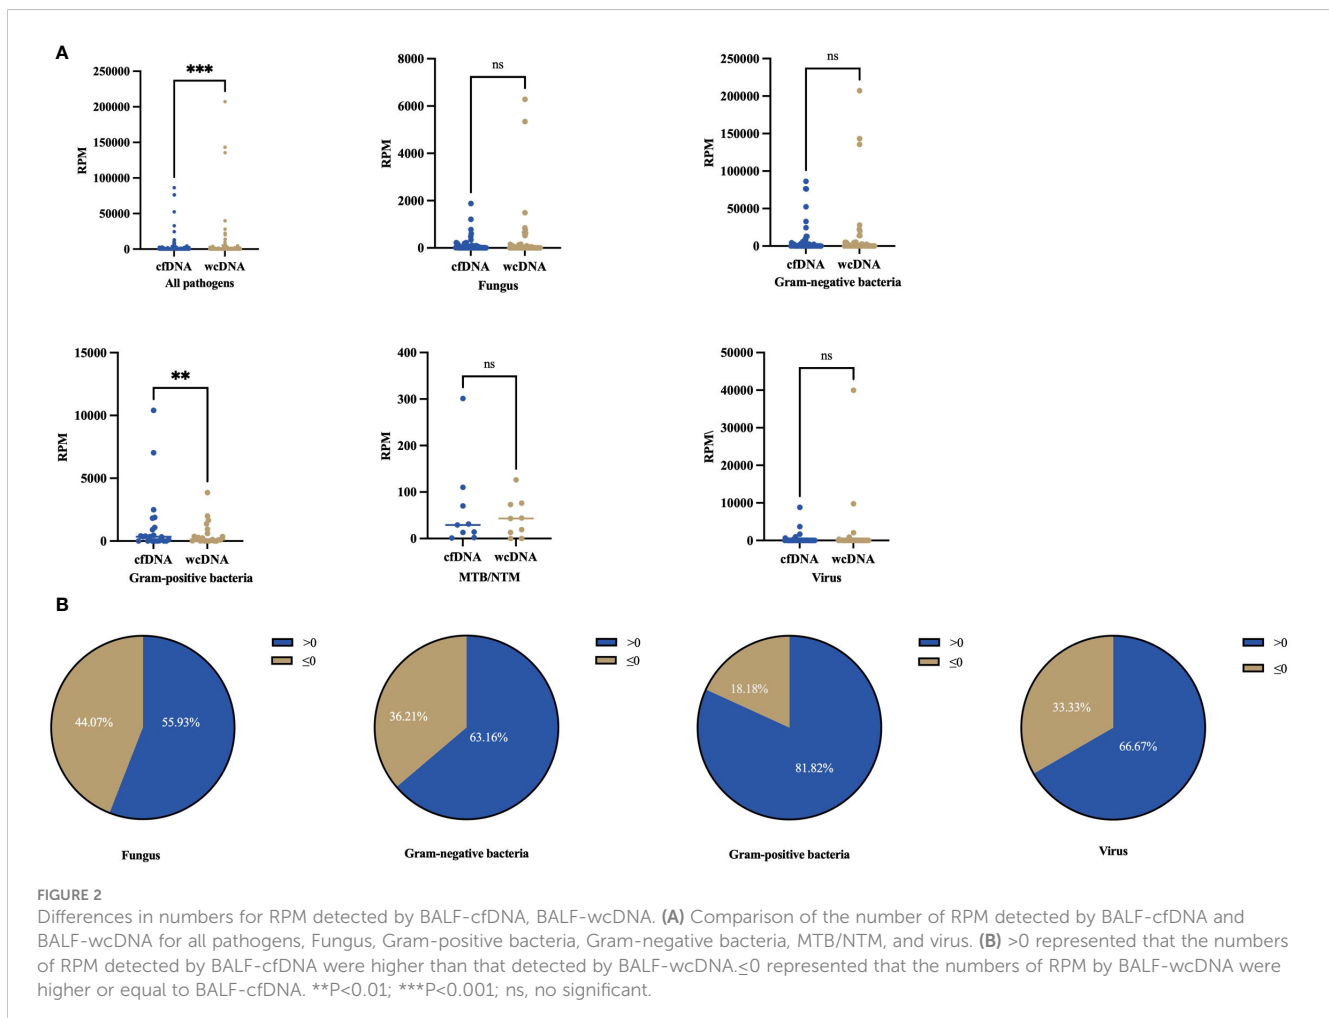 A
250000
200000
150000
100000
50000
0
RPM
***
cfDNA wcDNA
All pathogens
8000
6000
4000
2000
0
RPM
ns
cfDNA wcDNA
Fungus
250000
200000
150000
100000
50000
0
RPM
ns
cfDNA wcDNA
Gram-negative bacteria
15000
10000
5000
0
RPM
**
cfDNA wcDNA
Gram-positive bacteria
400
300
200
100
0
RPM
ns
cfDNA wcDNA
MTB/NTM
50000
40000
30000
20000
10000
0
RPM\
ns
cfDNA wcDNA
Virus
B
>0
≤0
44.07% 55.93%
Fungus
>0
≤0
36.21% 63.16%
Gram-negative bacteria
>0
≤0
18.18% 81.82%
Gram-positive bacteria
>0
≤0
33.33% 66.67%
Virus
FIGURE 2
Differences in numbers for RPM detected by BALF-cfDNA, BALF-wcDNA. (A) Comparison of the number of RPM detected by BALF-cfDNA and
BALF-wcDNA for all pathogens, Fungus, Gram-positive bacteria, Gram-negative bacteria, MTB/NTM, and virus. (B) >0 represented that the numbers
of RPM detected by BALF-cfDNA were higher than that detected by BALF-wcDNA.≤0 represented that the numbers of RPM by BALF-wcDNA were
higher or equal to BALF-cfDNA. **P<0.01; ***P<0.001; ns, no significant.